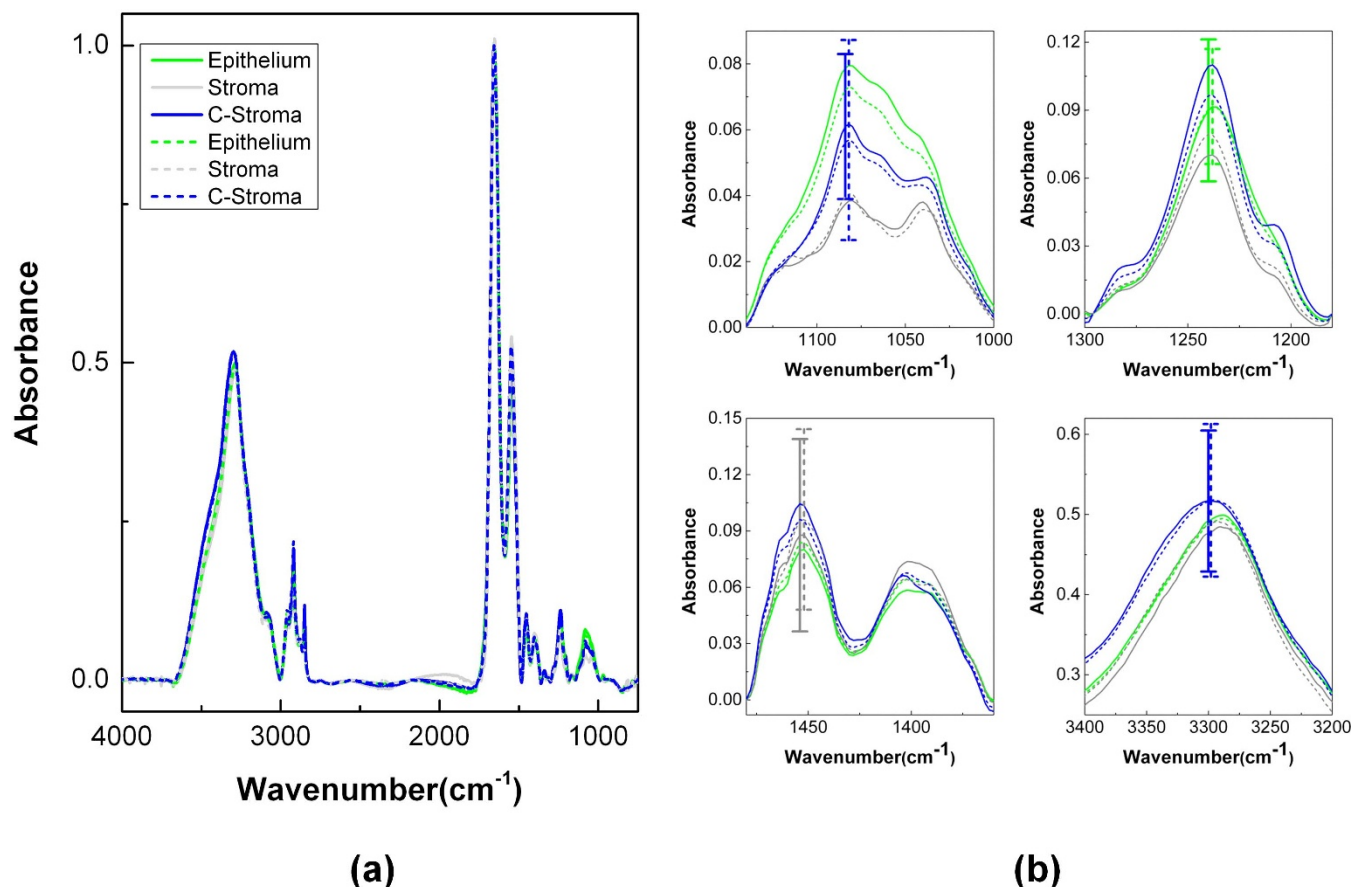 Epithelium
Stroma
C-Stroma
Epithelium
Stroma
C-Stroma
Absorbance
1.0
0.5
0.0
4000 3000 2000 1000
Wavenumber(cm⁻¹)
(a)
Absorbance
0.08
0.06
0.04
0.02
0.00
1100 1050 1000
Wavenumber(cm⁻¹)
Absorbance
0.12
0.09
0.06
0.03
0.00
1300 1250 1200
Wavenumber(cm⁻¹)
Absorbance
0.15
0.12
0.09
0.06
0.03
0.00
1450 1400
Wavenumber(cm⁻¹)
Absorbance
0.6
0.5
0.4
0.3
3400 3350 3300 3250 3200
Wavenumber(cm⁻¹)
(b)